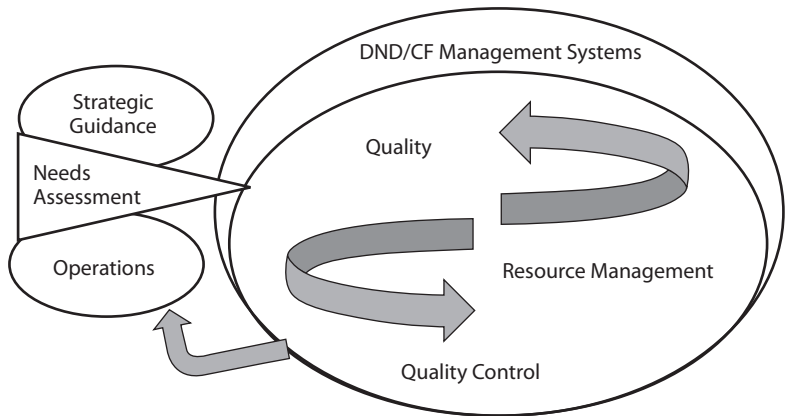 DND/CF Management Systems
Strategic
Guidance
Quality
Needs
Assessment
Operations
Resource Management
Quality Control